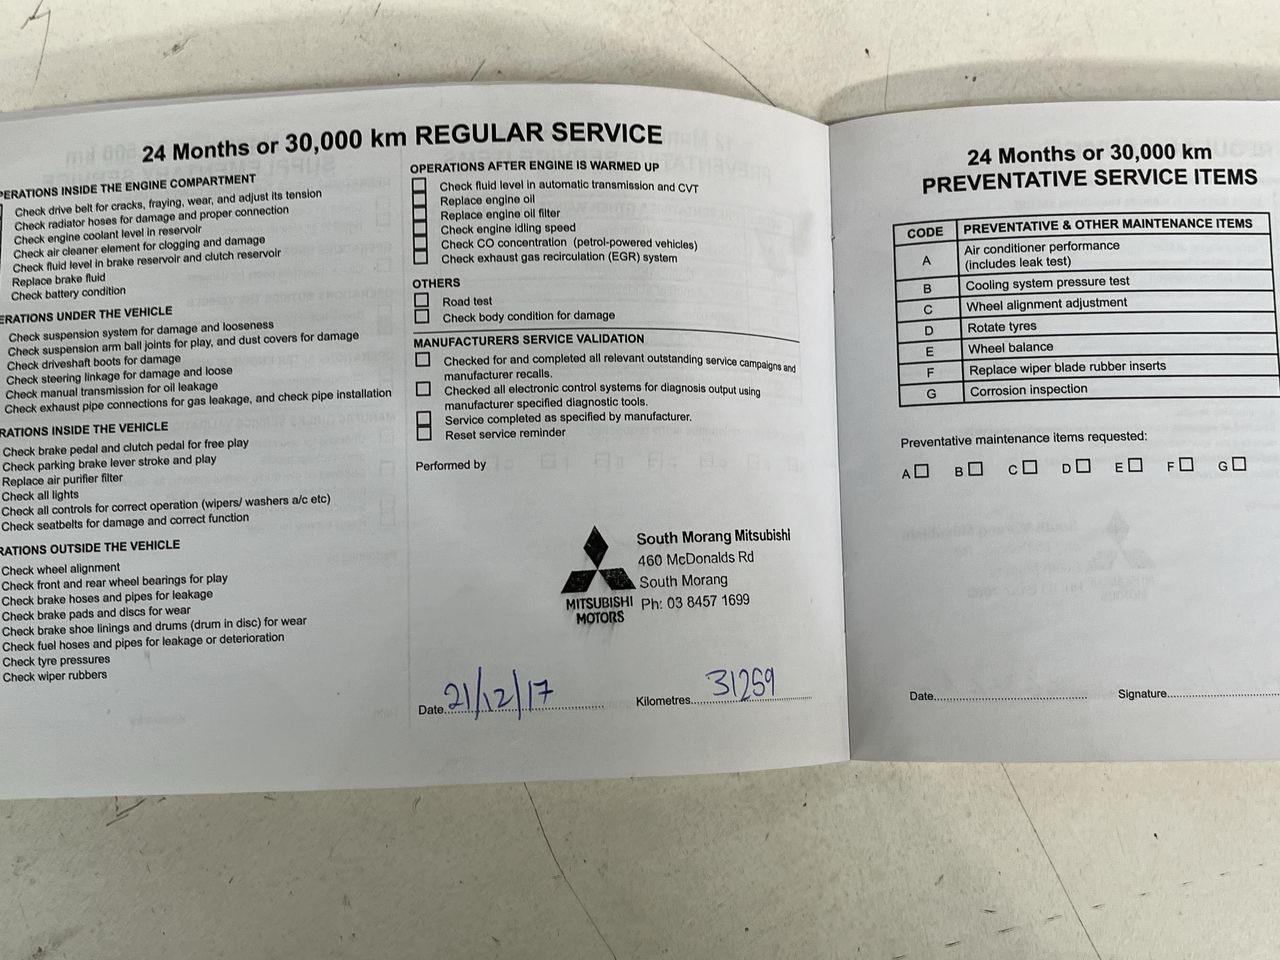 24 Months or 30,000 km REGULAR SERVICE
PERATIONS INSIDE THE ENGINE COMPARTMENT
Check drive belt for cracks, fraying, wear, and adjust its tension
Check radiator hoses for damage and proper connection
Check engine coolant level in reservoir
Check air cleaner element for clogging and damage
Check fluid level in brake reservoir and clutch reservoir
Replace brake fluid
Check battery condition
ERATIONS UNDER THE VEHICLE
Check suspension system for damage and looseness
Check suspension arm ball joints for play, and dust covers for damage
Check driveshaft boots for damage
Check steering linkage for damage and loose
Check manual transmission for oil leakage
Check exhaust pipe connections for gas leakage, and check pipe installation
RATIONS INSIDE THE VEHICLE
Check brake pedal and clutch pedal for free play
Check parking brake lever stroke and play
Replace air purifier filter
Check all lights
Check all controls for correct operation (wipers/ washers a/c etc)
Check seatbelts for damage and correct function
RATIONS OUTSIDE THE VEHICLE
Check wheel alignment
Check front and rear wheel bearings for play
Check brake hoses and pipes for leakage
Check brake pads and discs for wear
Check brake shoe linings and drums (drum in disc) for wear
Check fuel hoses and pipes for leakage or deterioration
Check tyre pressures
Check wiper rubbers
OPERATIONS AFTER ENGINE IS WARMED UP
Check fluid level in automatic transmission and CVT
Replace engine oil
Replace engine oil filter
Check engine idling speed
Check CO concentration (petrol-powered vehicles)
Check exhaust gas recirculation (EGR) system
OTHERS
Road test
Check body condition for damage
MANUFACTURERS SERVICE VALIDATION
Checked for and completed all relevant outstanding service campaigns and
manufacturer recalls.
Checked all electronic control systems for diagnosis output using
manufacturer specified diagnostic tools.
Service completed as specified by manufacturer.
Reset service reminder
Performed by
MITSUBISHI
MOTORS
South Morang Mitsubishi
460 McDonalds Rd
South Morang
Ph: 03 8457 1699
Date 21/12/17 Kilometres 31259
24 Months or 30,000 km
PREVENTATIVE SERVICE ITEMS
CODE PREVENTATIVE & OTHER MAINTENANCE ITEMS
A Air conditioner performance
(includes leak test)
B Cooling system pressure test
C Wheel alignment adjustment
D Rotate tyres
E Wheel balance
F Replace wiper blade rubber inserts
G Corrosion inspection
Preventative maintenance items requested:
A B C D E F G
Date Signature